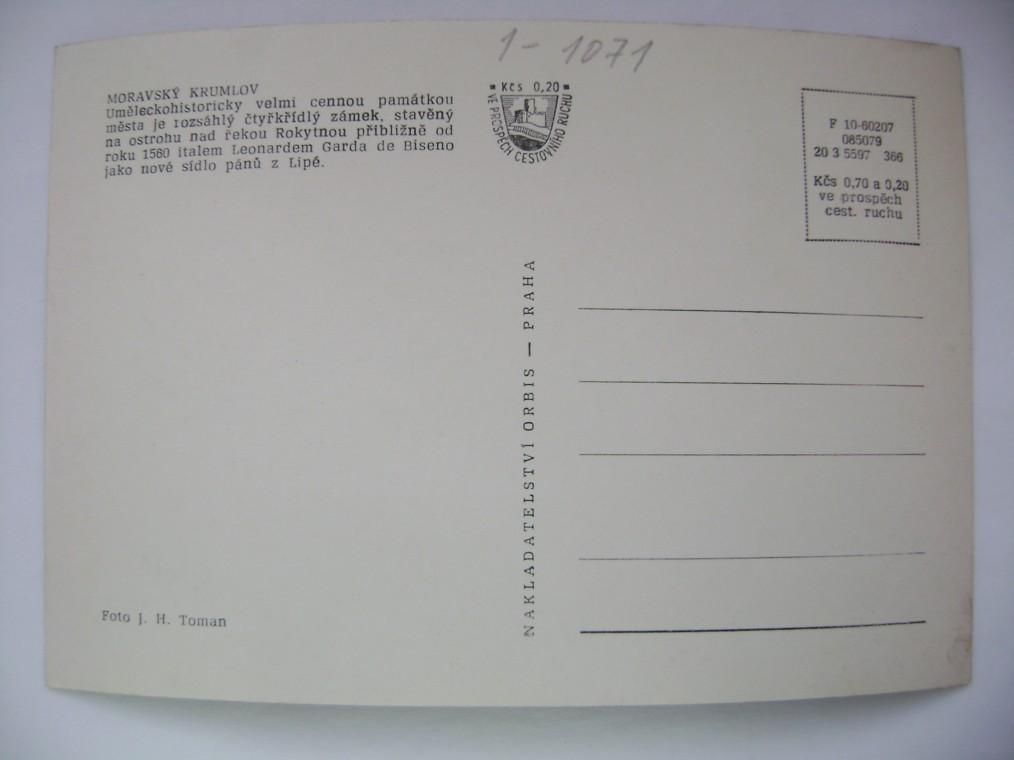 1 - 1071
MORAVSKÝ KRUMLOV
Uměleckohistoricky velmi cennou památkou
města je rozsáhlý čtyřkřídlý zámek, stavěný
na ostrohu nad řekou Rokytnou přibližně od
roku 1560 italem Leonardem Garda de Biseno
jako nové sídlo pánů z Lipé.
Kčs 0,20
VE PROSPĚCH CESTOVNÍHO RUCHU
F 10-60207
085079
20 3 5597 366
Kčs 0,70 a 0,20
ve prospěch
cest. ruchu
NAKLADATELSTVÍ ORBIS — PRAHA
Foto J. H. Toman